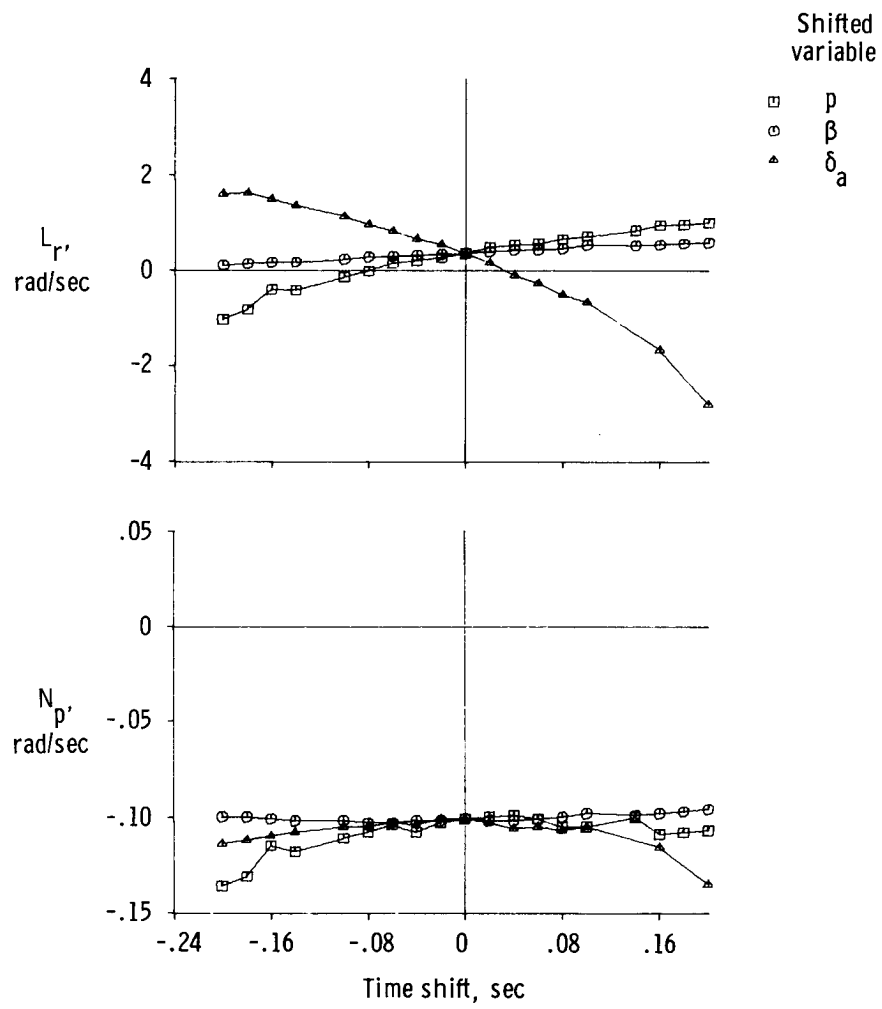 Shifted
variable
p
β
δa
4
2
0
-2
-4
Lr,
rad/sec
.05
0
-.05
-.10
-.15
Np,
rad/sec
-.24 -.16 -.08 0 .08 .16
Time shift, sec